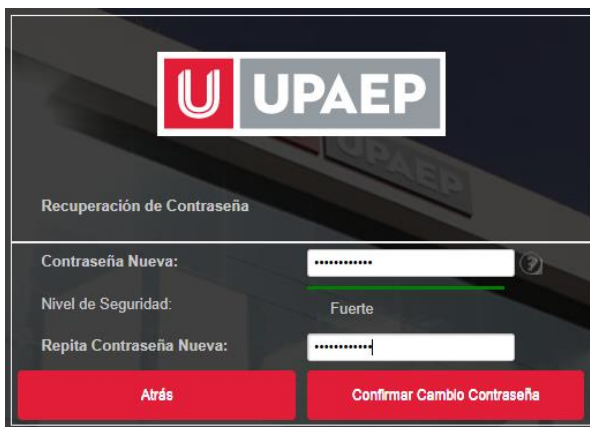 U UPAEP
UPAEP
Recuperación de Contraseña
Contraseña Nueva: •••••••••••• ?
Nivel de Seguridad: Fuerte
Repita Contraseña Nueva: ••••••••••••
Atrás Confirmar Cambio Contraseña